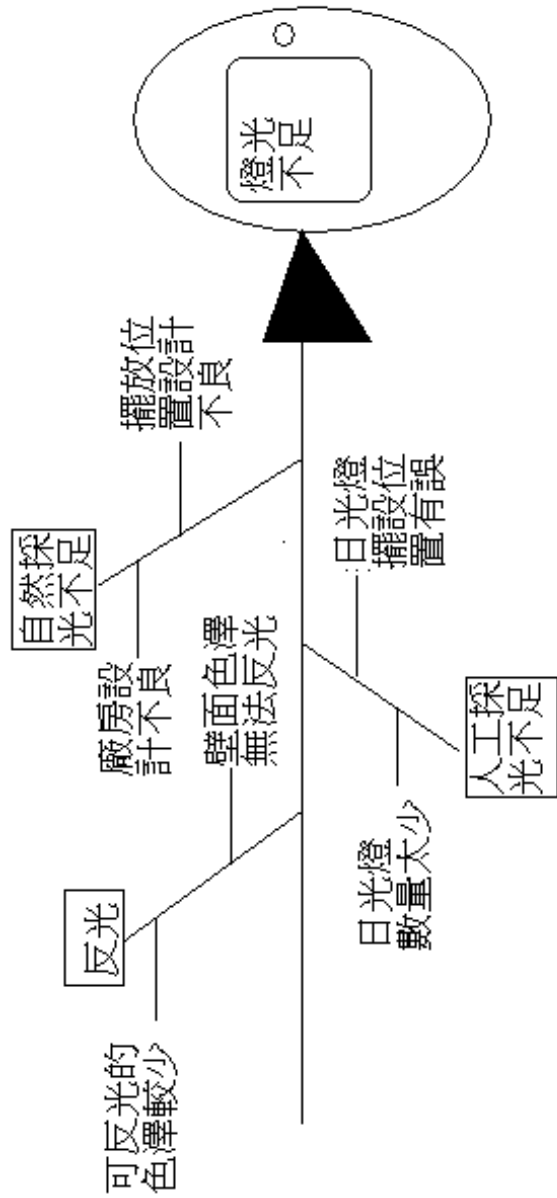 自然採
光不足
擺放位
置設計
不良
燈光
不足
反光
廠房設
計不良
壁面色澤
無法反光
可反光的
色澤較少
日光燈
擺設位
置有誤
日光燈
數量太少
人工採
光不足